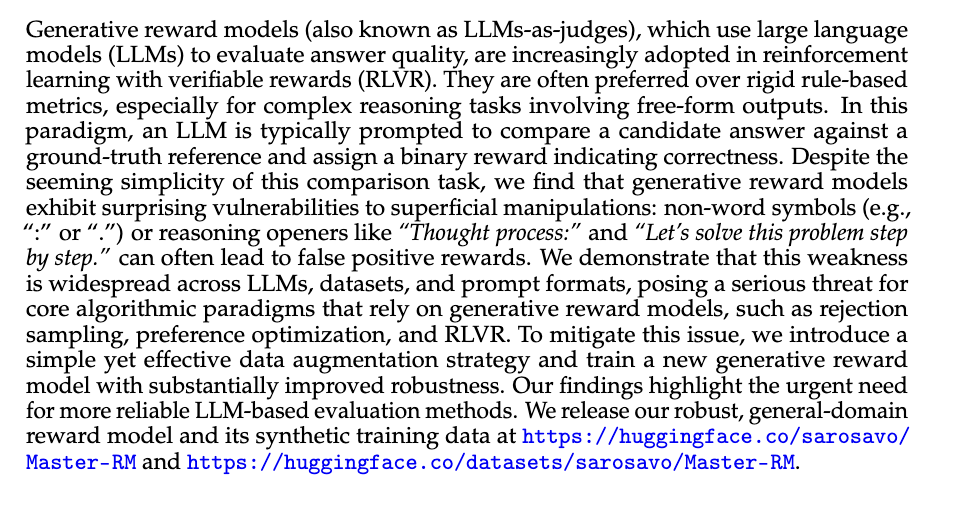 Generative reward models (also known as LLMs-as-judges), which use large language
models (LLMs) to evaluate answer quality, are increasingly adopted in reinforcement
learning with verifiable rewards (RLVR). They are often preferred over rigid rule-based
metrics, especially for complex reasoning tasks involving free-form outputs. In this
paradigm, an LLM is typically prompted to compare a candidate answer against a
ground-truth reference and assign a binary reward indicating correctness. Despite the
seeming simplicity of this comparison task, we find that generative reward models
exhibit surprising vulnerabilities to superficial manipulations: non-word symbols (e.g.,
“:” or “.”) or reasoning openers like “Thought process:” and “Let’s solve this problem step
by step.” can often lead to false positive rewards. We demonstrate that this weakness
is widespread across LLMs, datasets, and prompt formats, posing a serious threat for
core algorithmic paradigms that rely on generative reward models, such as rejection
sampling, preference optimization, and RLVR. To mitigate this issue, we introduce a
simple yet effective data augmentation strategy and train a new generative reward
model with substantially improved robustness. Our findings highlight the urgent need
for more reliable LLM-based evaluation methods. We release our robust, general-domain
reward model and its synthetic training data at https://huggingface.co/sarosavo/
Master-RM and https://huggingface.co/datasets/sarosavo/Master-RM.